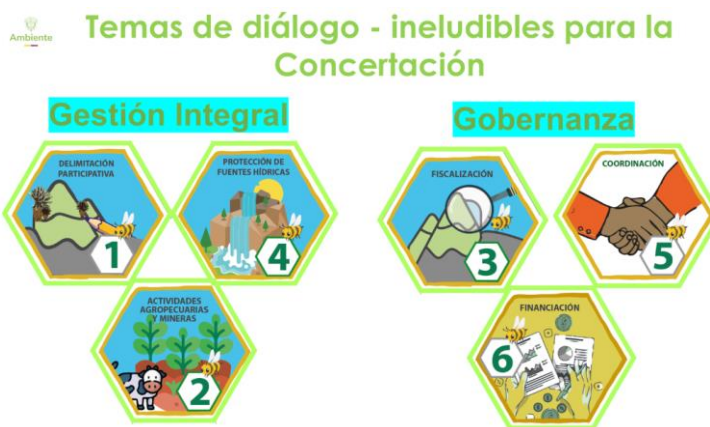 Ambiente
Temas de diálogo - ineludibles para la
Concertación
Gestión Integral
Gobernanza
DELIMITACIÓN
PARTICIPATIVA
1
PROTECCIÓN DE
FUENTES HÍDRICAS
4
ACTIVIDADES
AGROPECUARIAS
Y MINERAS
2
FISCALIZACIÓN
3
COORDINACIÓN
5
FINANCIACIÓN
6